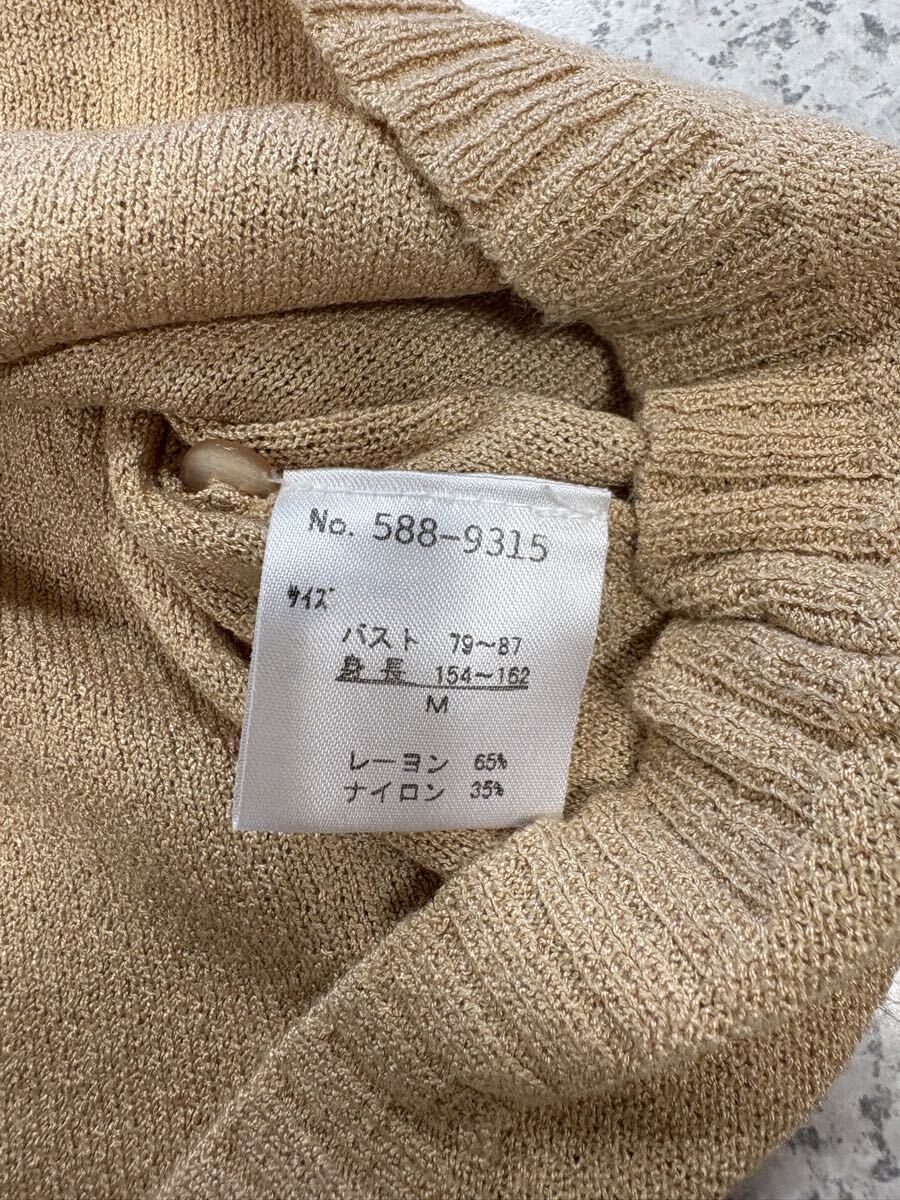 No. 588-9315
サイズ
バスト 79~87
身長 154~162
M
レーヨン 65%
ナイロン 35%